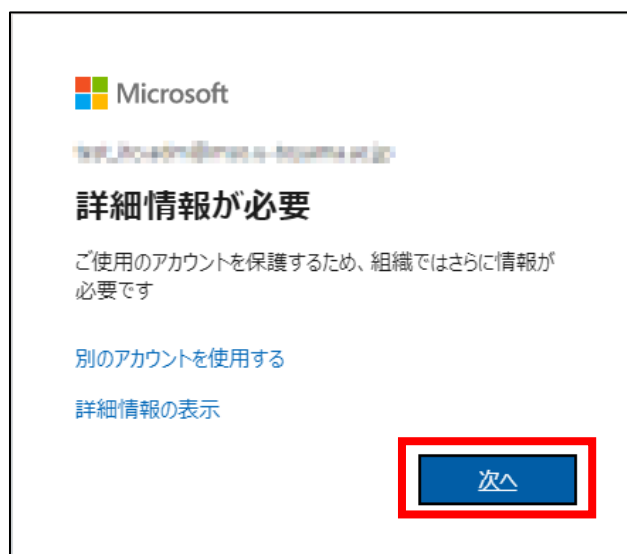 Microsoft
詳細情報が必要
ご使用のアカウントを保護するため、組織ではさらに情報が
必要です
別のアカウントを使用する
詳細情報の表示
次へ